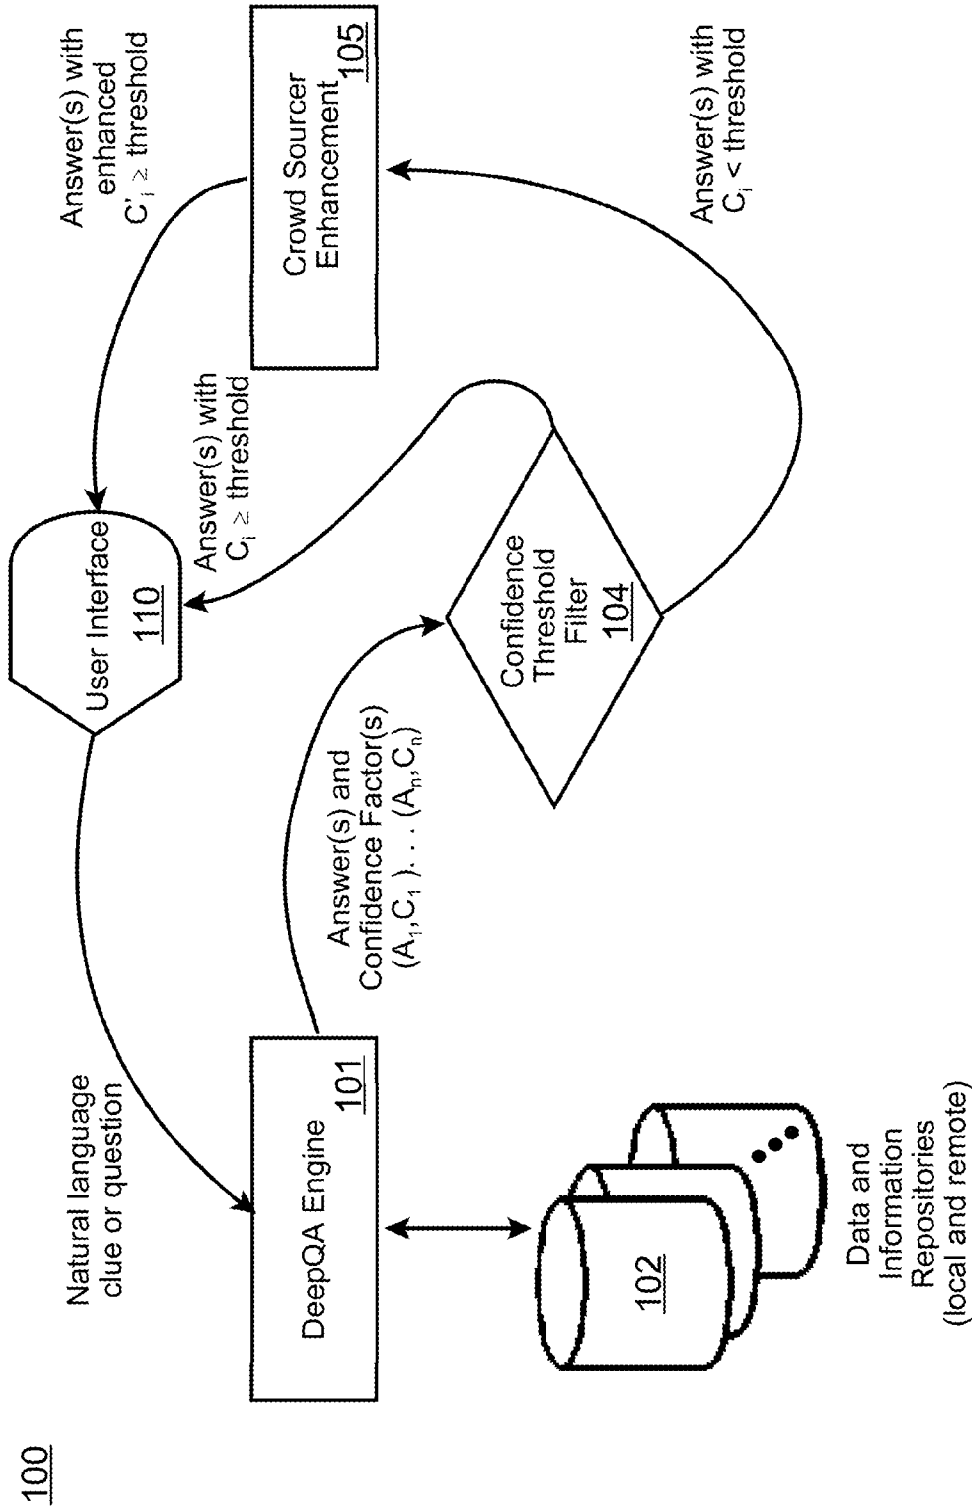 100
Natural language
clue or question
User Interface
110
Answer(s) with
enhanced
C'i ≥ threshold
Answer(s) with
Ci ≥ threshold
DeepQA Engine
101
Answer(s) and
Confidence Factor(s)
(A1,C1 ). . . (An,Cn)
Crowd Sourcer
Enhancement
105
Confidence
Threshold
Filter
104
102
Data and
Information
Repositories
(local and remote)
Answer(s) with
Ci < threshold